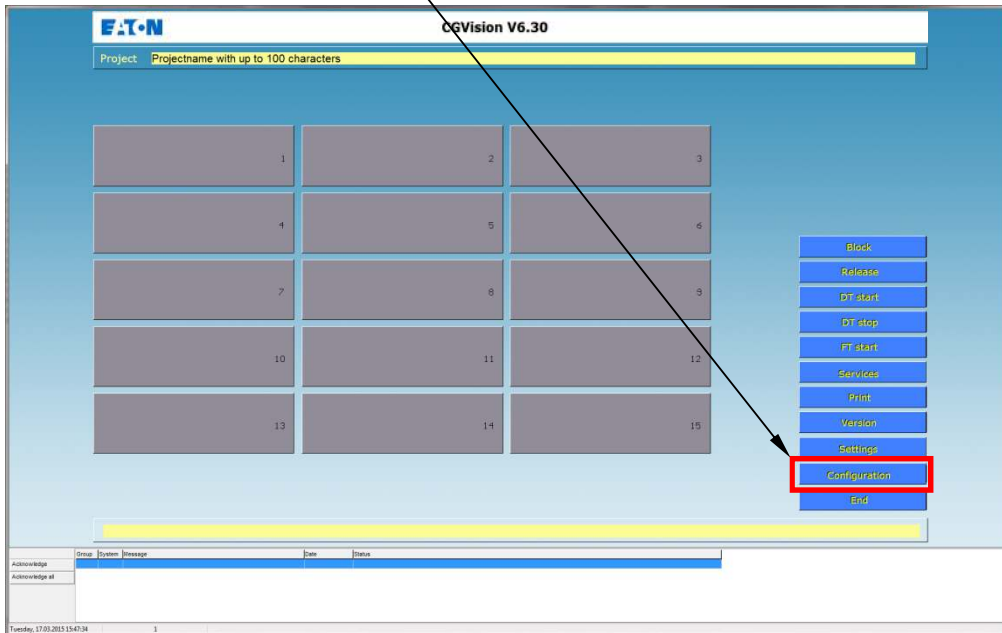 EATON
CGVision V6.30
Project Projectname with up to 100 characters
1 2 3
4 5 6
7 8 9
10 11 12
13 14 15
Block
Release
DT start
DT stop
FT start
Services
Print
Version
Settings
Configuration
End
Group System Message Date Status
Acknowledge
Acknowledge all
Tuesday, 17.03.2015 15:47:34 1